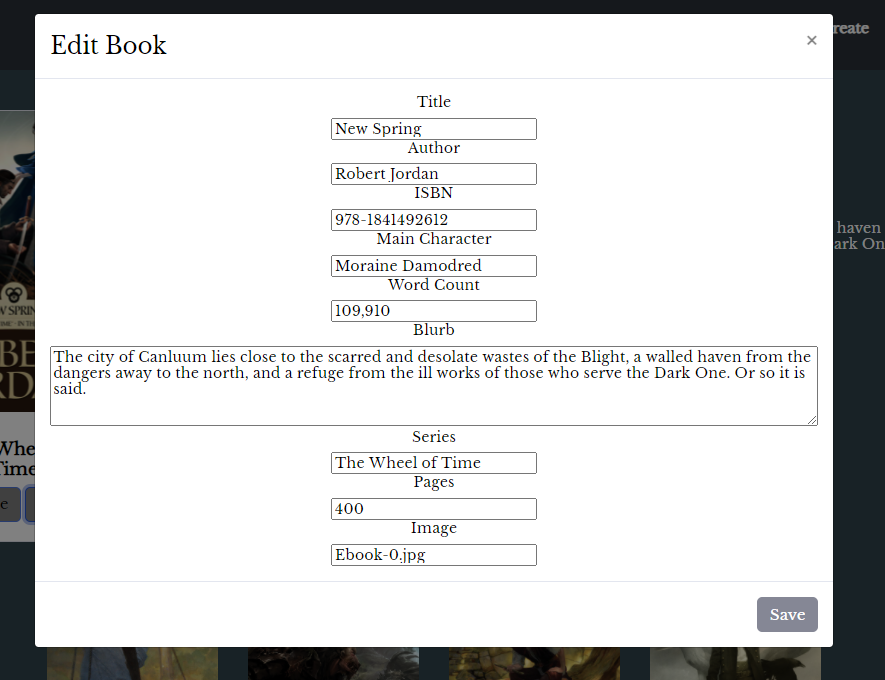 Edit Book
×
reate
Title
New Spring
Author
Robert Jordan
ISBN
978-1841492612
Main Character
Moraine Damodred
Word Count
109,910
Blurb
The city of Canluum lies close to the scarred and desolate wastes of the Blight, a walled haven from the
dangers away to the north, and a refuge from the ill works of those who serve the Dark One. Or so it is
said.
Series
The Wheel of Time
Pages
400
Image
Ebook-0.jpg
Save
haven
ark On
W SPRIN
BE
RD
Whe
Time
e